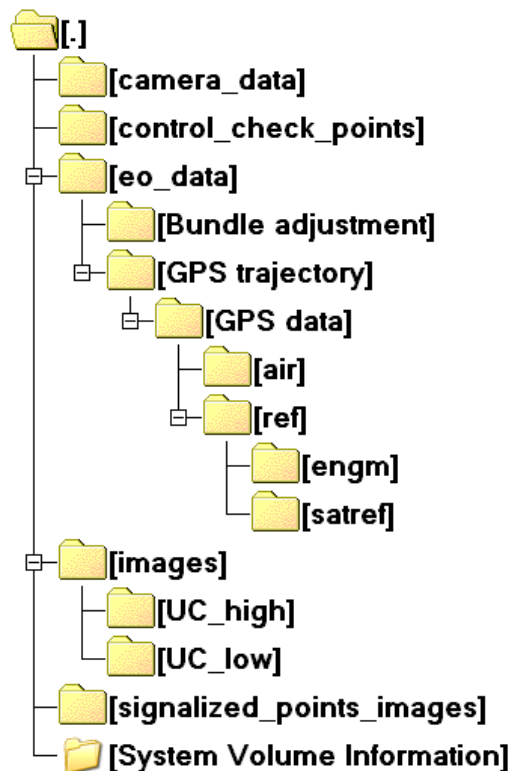 [.]
[camera_data]
[control_check_points]
[eo_data]
[Bundle adjustment]
[GPS trajectory]
[GPS data]
[air]
[ref]
[engm]
[satref]
[images]
[UC_high]
[UC_low]
[signalized_points_images]
[System Volume Information]